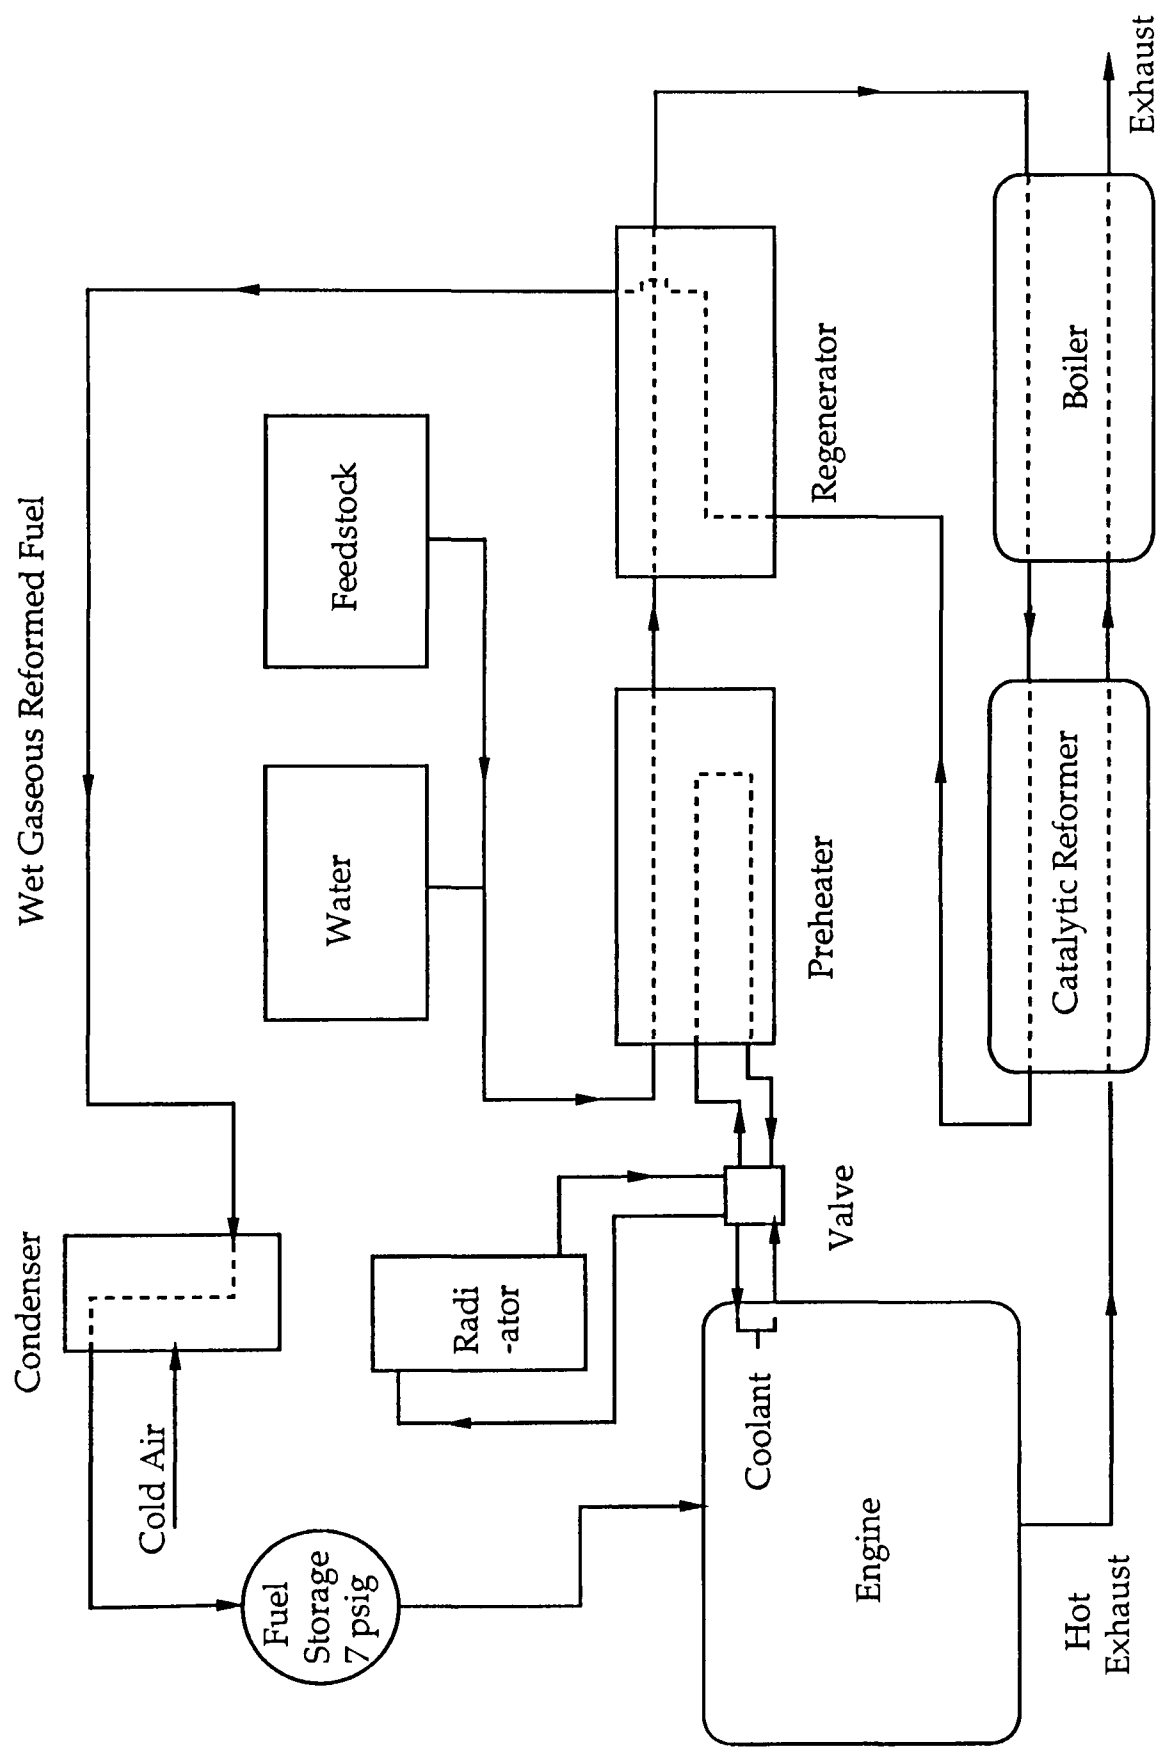 Wet Gaseous Reformed Fuel
Condenser
Cold Air
Fuel
Storage
7 psig
Water
Feedstock
Radi
-ator
Coolant
Valve
Preheater
Regenerator
Engine
Hot
Exhaust
Catalytic Reformer
Boiler
Exhaust